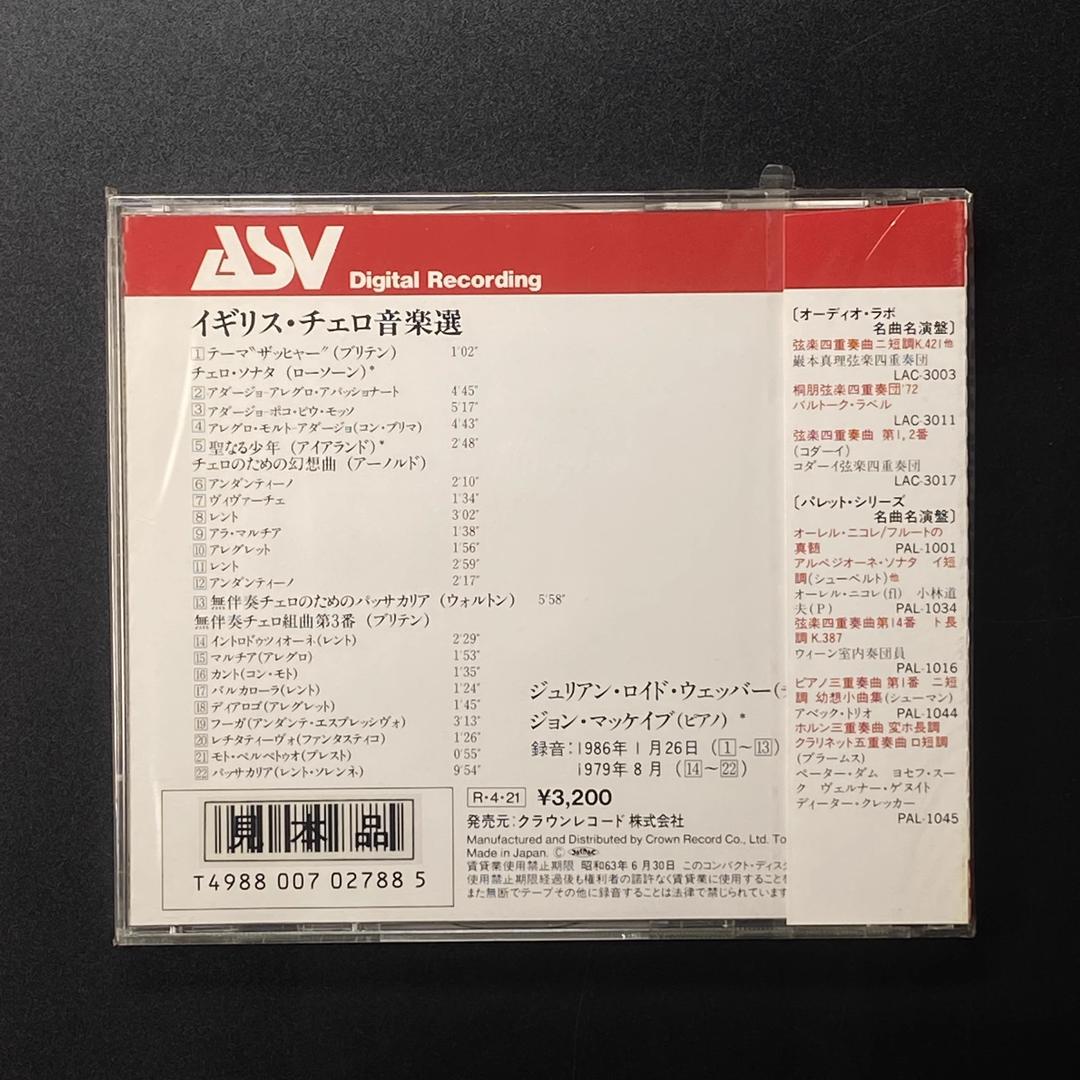 ASV Digital Recording
イギリス・チェロ音楽選
1 テーマ"ザッヒャー"(ブリテン) 1'02"
チェロ・ソナタ (ローソーン)*
2 アダージョ-アレグロ・アパッショナート 4'45"
3 アダージョ-ポコ・ピウ・モッソ 5'17"
4 アレグロ・モルト-アダージョ(コン・プリマ) 4'43"
5 聖なる少年 (アイアランド)* 2'48"
チェロのための幻想曲 (アーノルド)
6 アンダンティーノ 2'10"
7 ヴィヴァーチェ 1'34"
8 レント 3'02"
9 アラ・マルチア 1'38"
10 アレグレット 1'56"
11 レント 2'59"
12 アンダンティーノ 2'17"
13 無伴奏チェロのためのパッサカリア (ウォルトン) 5'58"
無伴奏チェロ組曲第3番 (ブリテン)
14 イントロドゥツィオーネ(レント) 2'29"
15 マルチア(アレグロ) 1'53"
16 カント(コン・モト) 1'35"
17 バルカローラ(レント) 1'24"
18 ディアロゴ(アレグレット) 1'45"
19 フーガ(アンダンテ・エスプレッシヴォ) 3'13"
20 レチタティーヴォ(ファンタスティコ) 1'26"
21 モト・ペルペトゥオ(プレスト) 0'55"
22 パッサカリア(レント・ソレンネ) 9'54"
ジュリアン・ロイド・ウェッバー(
ジョン・マッケイブ(ピアノ) *
録音:1986年1月26日 (1~13)
1979年8月 (14~22)
見本品
T4988 007 02788 5
R・4・21 ¥3,200
発売元:クラウンレコード 株式会社
Manufactured and Distributed by Crown Record Co., Ltd. To
Made in Japan. Ⓒ
賃貸業使用禁止期限 昭和63年6月30日 このコンパクト・ディス
使用禁止期限経過後も権利者の許諾なく賃貸業に使用すること
また無断でテープその他に録音することは法律で禁じられています
〔オーディオ・ラボ
名曲名演盤〕
弦楽四重奏曲ニ短調K.421他
巌本真理弦楽四重奏団
LAC-3003
桐朋弦楽四重奏団'72
バルトーク・ラベル
LAC-3011
弦楽四重奏曲 第1,2番
(コダーイ)
コダーイ弦楽四重奏団
LAC-3017
〔パレット・シリーズ
名曲名演盤〕
オーレル・ニコレ/フルートの
真髄 PAL-1001
アルペジオーネ・ソナタ イ短
調(シューベルト)他
オーレル・ニコレ(fl) 小林道
夫(P) PAL-1034
弦楽四重奏曲第14番 ト長
調K.387
ウィーン室内奏団員
PAL-1016
ピアノ三重奏曲 第1番 ニ短
調 幻想小曲集(シューマン)
アベック・トリオ PAL-1044
ホルン三重奏曲 変ホ長調
クラリネット五重奏曲 ロ短調
(ブラームス)
ペーター・ダム ヨセフ・スー
ク ヴェルナー・ゲヌイト
ディーター・クレッカー
PAL-1045